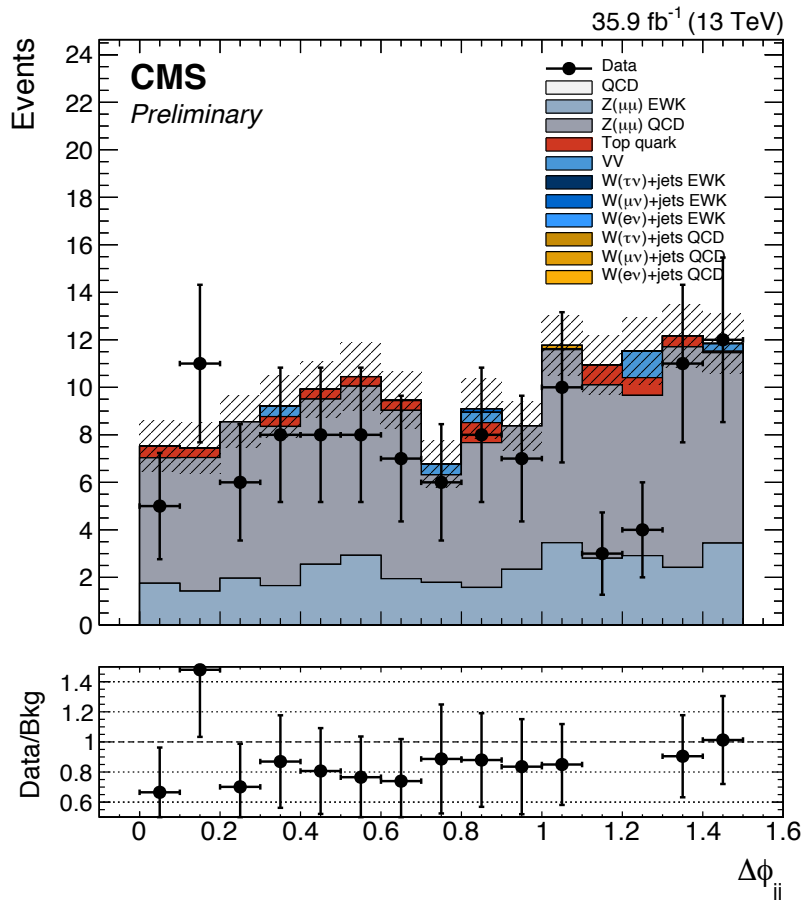 35.9 fb⁻¹ (13 TeV)
Events
24
22
20
18
16
14
12
10
8
6
4
2
0
CMS
Preliminary
Data
QCD
Z(μμ) EWK
Z(μμ) QCD
Top quark
VV
W(τν)+jets EWK
W(μν)+jets EWK
W(eν)+jets EWK
W(τν)+jets QCD
W(μν)+jets QCD
W(eν)+jets QCD
Data/Bkg
1.4
1.2
1
0.8
0.6
0 0.2 0.4 0.6 0.8 1 1.2 1.4 1.6
Δϕjj